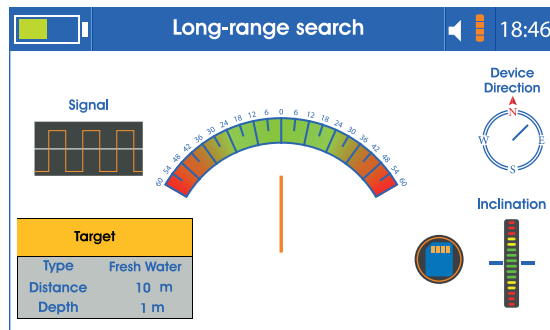 Long-range search
18:46
Signal
60 54 48 42 36 30 24 18 12 6 0 6 12 18 24 30 36 42 48 54 60
Device
Direction
N
W E
S
Inclination
Target
Type Fresh Water
Distance 10 m
Depth 1 m